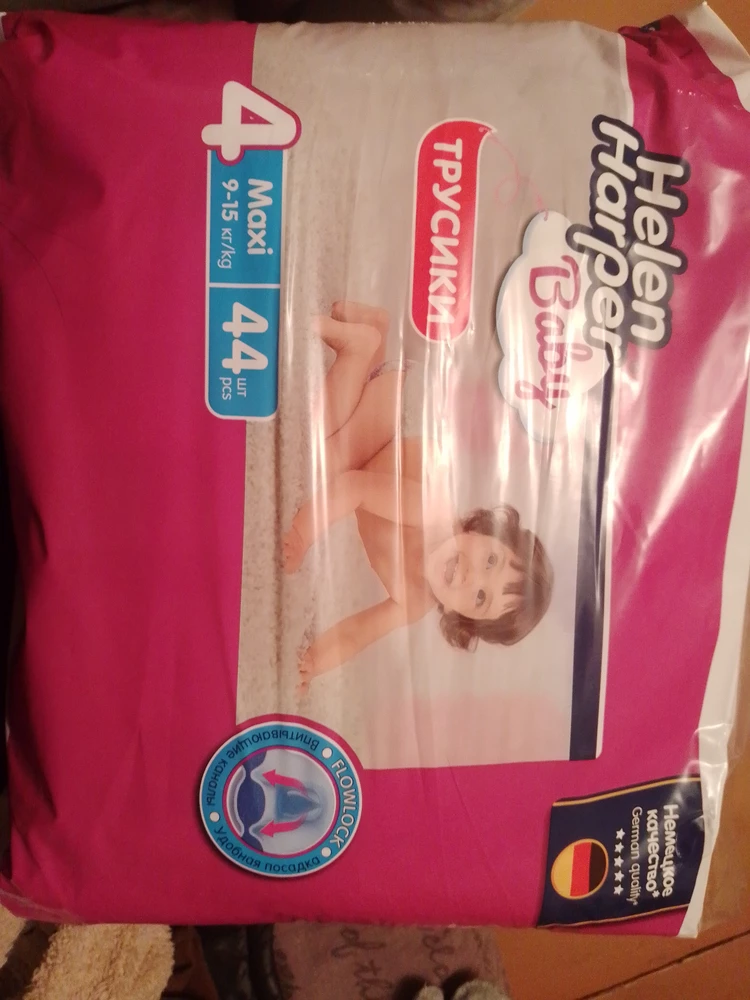 Helen
Harper
Baby
ТРУСИКИ
4
Maxi
9-15 кг/kg
44 шт
pcs
Немецкое
качество*
German quality*
FLOWLOCK
Удобная посадка
Впитывающие каналы